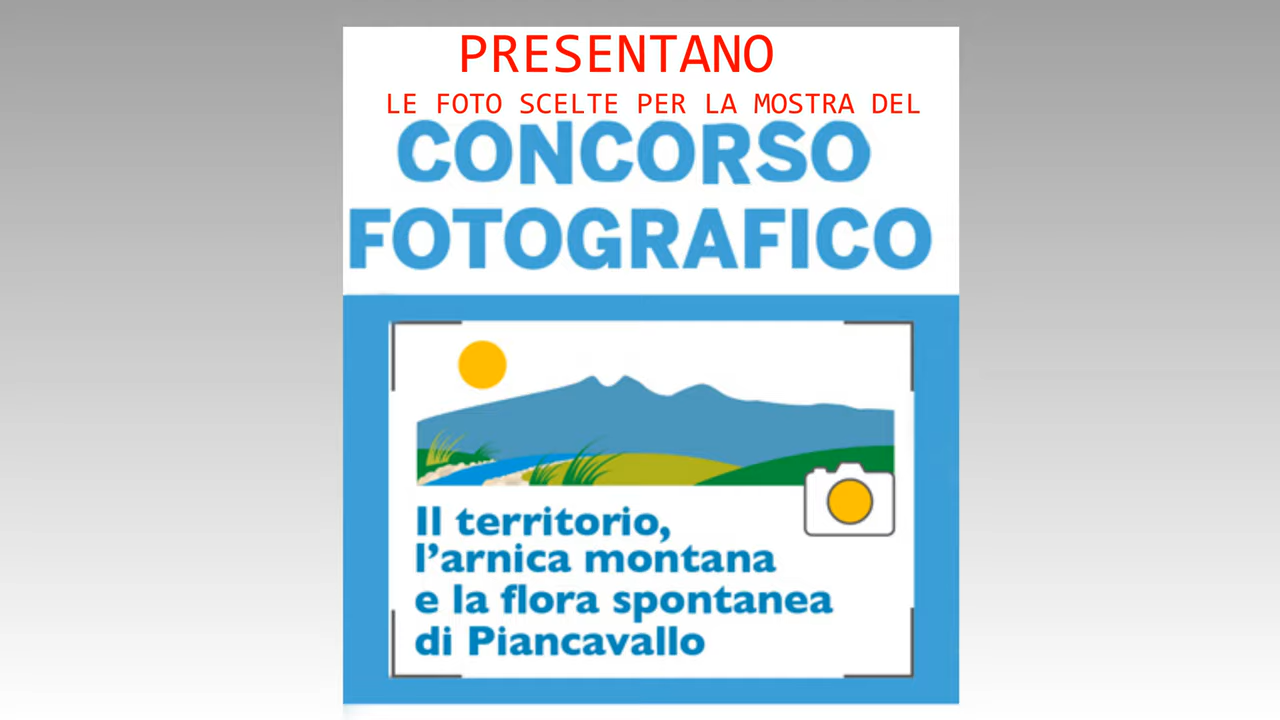 PRESENTANO
LE FOTO SCELTE PER LA MOSTRA DEL
CONCORSO
FOTOGRAFICO
Il territorio,
l’arnica montana
e la flora spontanea
di Piancavallo